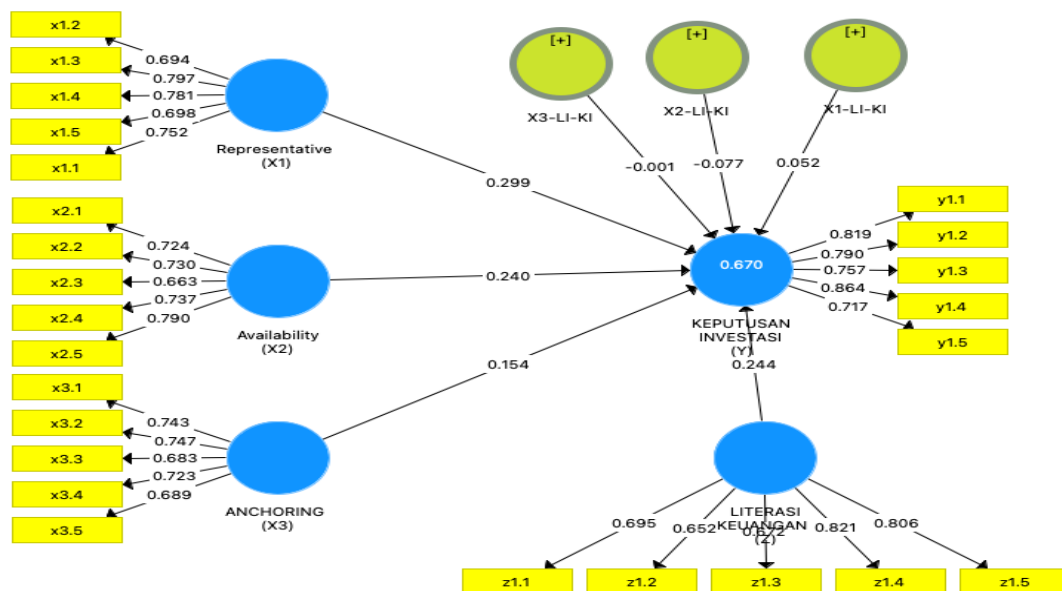 x1.2
x1.3
x1.4
x1.5
x1.1
0.694
0.797
0.781
0.698
0.752
Representative
(X1)
x2.1
x2.2
x2.3
x2.4
x2.5
0.724
0.730
0.663
0.737
0.790
Availability
(X2)
x3.1
x3.2
x3.3
x3.4
x3.5
0.743
0.747
0.683
0.723
0.689
ANCHORING
(X3)
[+]
X3-LI-KI
[+]
X2-LI-KI
[+]
X1-LI-KI
-0.001
-0.077
0.052
0.299
0.240
0.154
0.670
KEPUTUSAN
INVESTASI
(Y)
0.244
0.819
0.790
0.757
0.864
0.717
y1.1
y1.2
y1.3
y1.4
y1.5
LITERASI
KEUANGAN
(Z)
0.695
0.652
0.672
0.821
0.806
z1.1
z1.2
z1.3
z1.4
z1.5